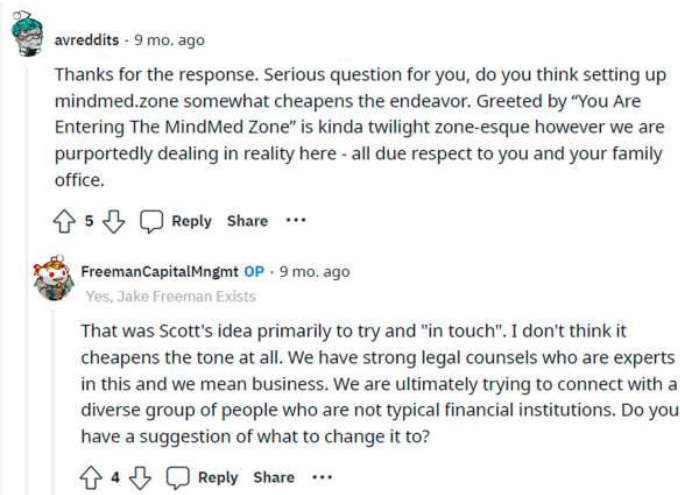 avreddits · 9 mo. ago
Thanks for the response. Serious question for you, do you think setting up
mindmed.zone somewhat cheapens the endeavor. Greeted by “You Are
Entering The MindMed Zone” is kinda twilight zone-esque however we are
purportedly dealing in reality here - all due respect to you and your family
office.
5 Reply Share ···
FreemanCapitalMngmt OP · 9 mo. ago
Yes, Jake Freeman Exists
That was Scott's idea primarily to try and "in touch". I don't think it
cheapens the tone at all. We have strong legal counsels who are experts
in this and we mean business. We are ultimately trying to connect with a
diverse group of people who are not typical financial institutions. Do you
have a suggestion of what to change it to?
4 Reply Share ···